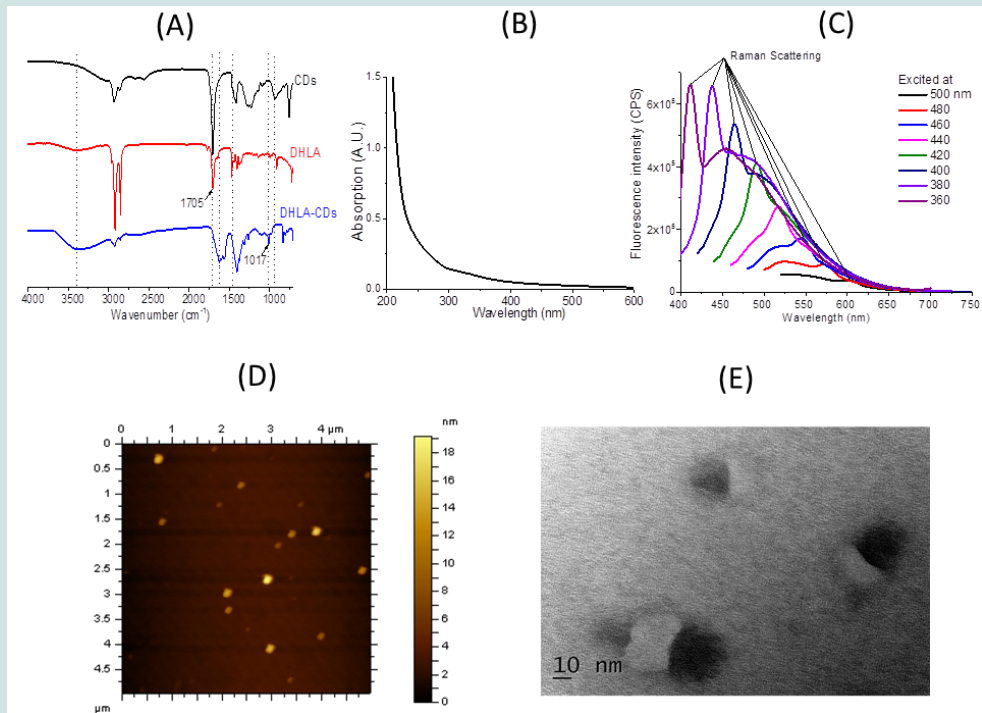 (A)
CDs
DHLA
1705
DHLA-CDs
1017
4000 3500 3000 2500 2000 1500 1000
Wavenumber (cm⁻¹)
(B)
1.5
1.0
0.5
0.0
Absorption (A.U.)
200 300 400 500 600
Wavelength (nm)
(C)
Raman Scattering
Excited at
500 nm
480
460
440
420
400
380
360
6x10⁵
4x10⁵
2x10⁵
0
Fluorescence intensity (CPS)
400 450 500 550 600 650 700 750
Wavelength (nm)
(D)
0 1 2 3 4 µm
0
0.5
1
1.5
2
2.5
3
3.5
4
4.5
µm
nm
18
16
14
12
10
8
6
4
2
0
(E)
10 nm